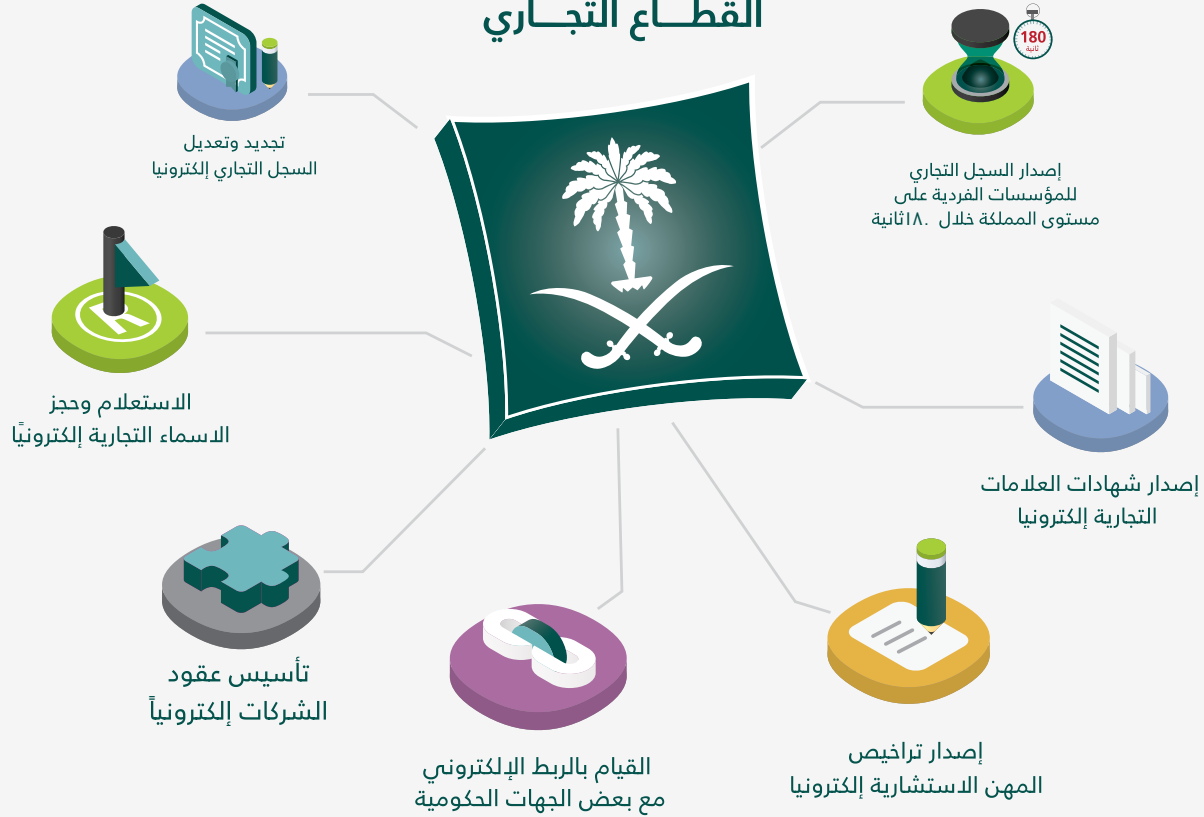 القطـــاع التجـــاري
180
ثانية
إصدار السجل التجاري
للمؤسسات الفردية على
مستوى المملكة خلال ١٨٠ثانية
تجديد وتعديل
السجل التجاري إلكترونيا
الاستعلام وحجز
الاسماء التجارية إلكترونيًا
R
إصدار شهادات العلامات
التجارية إلكترونيا
تأسيس عقود
الشركات إلكترونياً
القيام بالربط الإلكتروني
مع بعض الجهات الحكومية
إصدار تراخيص
المهن الاستشارية إلكترونيا